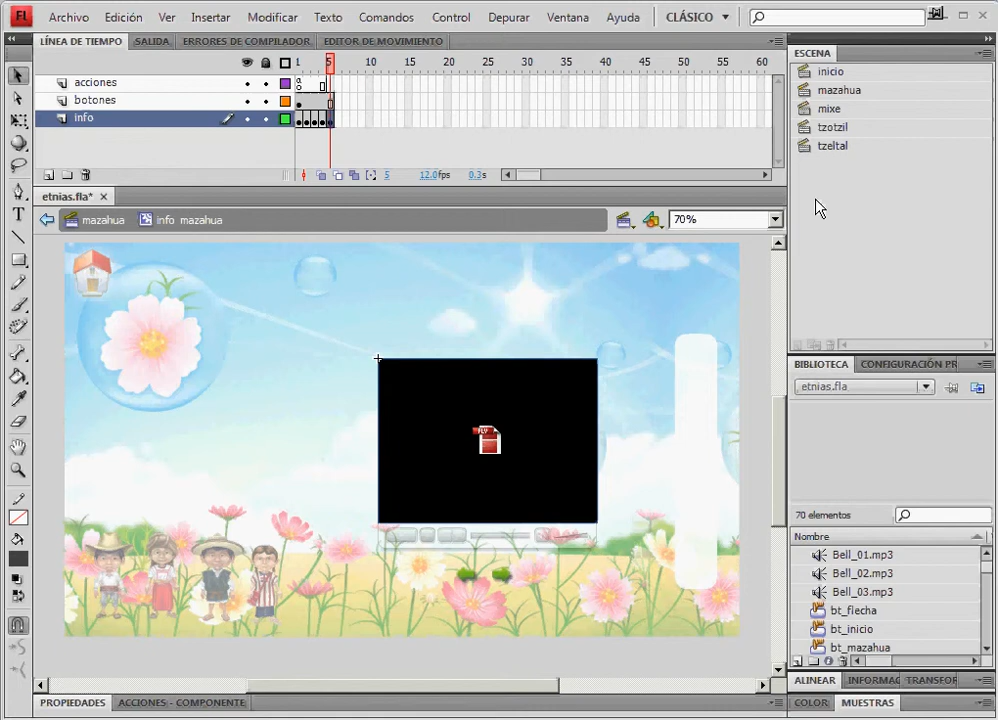 Fl Archivo Edición Ver Insertar Modificar Texto Comandos Control Depurar Ventana Ayuda CLÁSICO
LÍNEA DE TIEMPO SALIDA ERRORES DE COMPILADOR EDITOR DE MOVIMIENTO
1 5 10 15 20 25 30 35 40 45 50 55 60
acciones
botones
info
5 12.0fps 0.3s
etnias.fla*
mazahua info mazahua 70%
FLV
ESCENA
inicio
mazahua
mixe
tzotzil
tzeltal
BIBLIOTECA CONFIGURACIÓN PR
etnias.fla
70 elementos
Nombre
Bell_01.mp3
Bell_02.mp3
Bell_03.mp3
bt_flecha
bt_inicio
bt_mazahua
ALINEAR INFORMAC TRANSFOR
COLOR MUESTRAS
PROPIEDADES ACCIONES - COMPONENTE